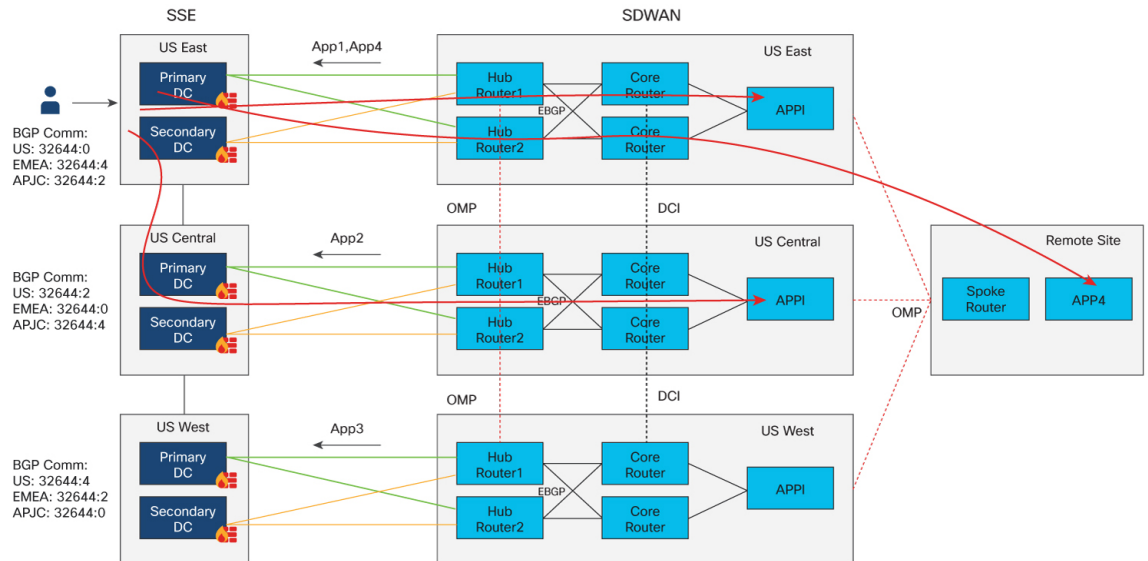 SSE
SDWAN
US East
Primary
DC
Secondary
DC
BGP Comm:
US: 32644:0
EMEA: 32644:4
APJC: 32644:2
App1,App4
US East
Hub
Router1
Hub
Router2
EBGP
Core
Router
Core
Router
APPI
OMP
DCI
US Central
Primary
DC
Secondary
DC
BGP Comm:
US: 32644:2
EMEA: 32644:0
APJC: 32644:4
App2
US Central
Hub
Router1
Hub
Router2
EBGP
Core
Router
Core
Router
APPI
OMP
Remote Site
Spoke
Router
APP4
OMP
DCI
US West
Primary
DC
Secondary
DC
BGP Comm:
US: 32644:4
EMEA: 32644:2
APJC: 32644:0
App3
US West
Hub
Router1
Hub
Router2
EBGP
Core
Router
Core
Router
APPI